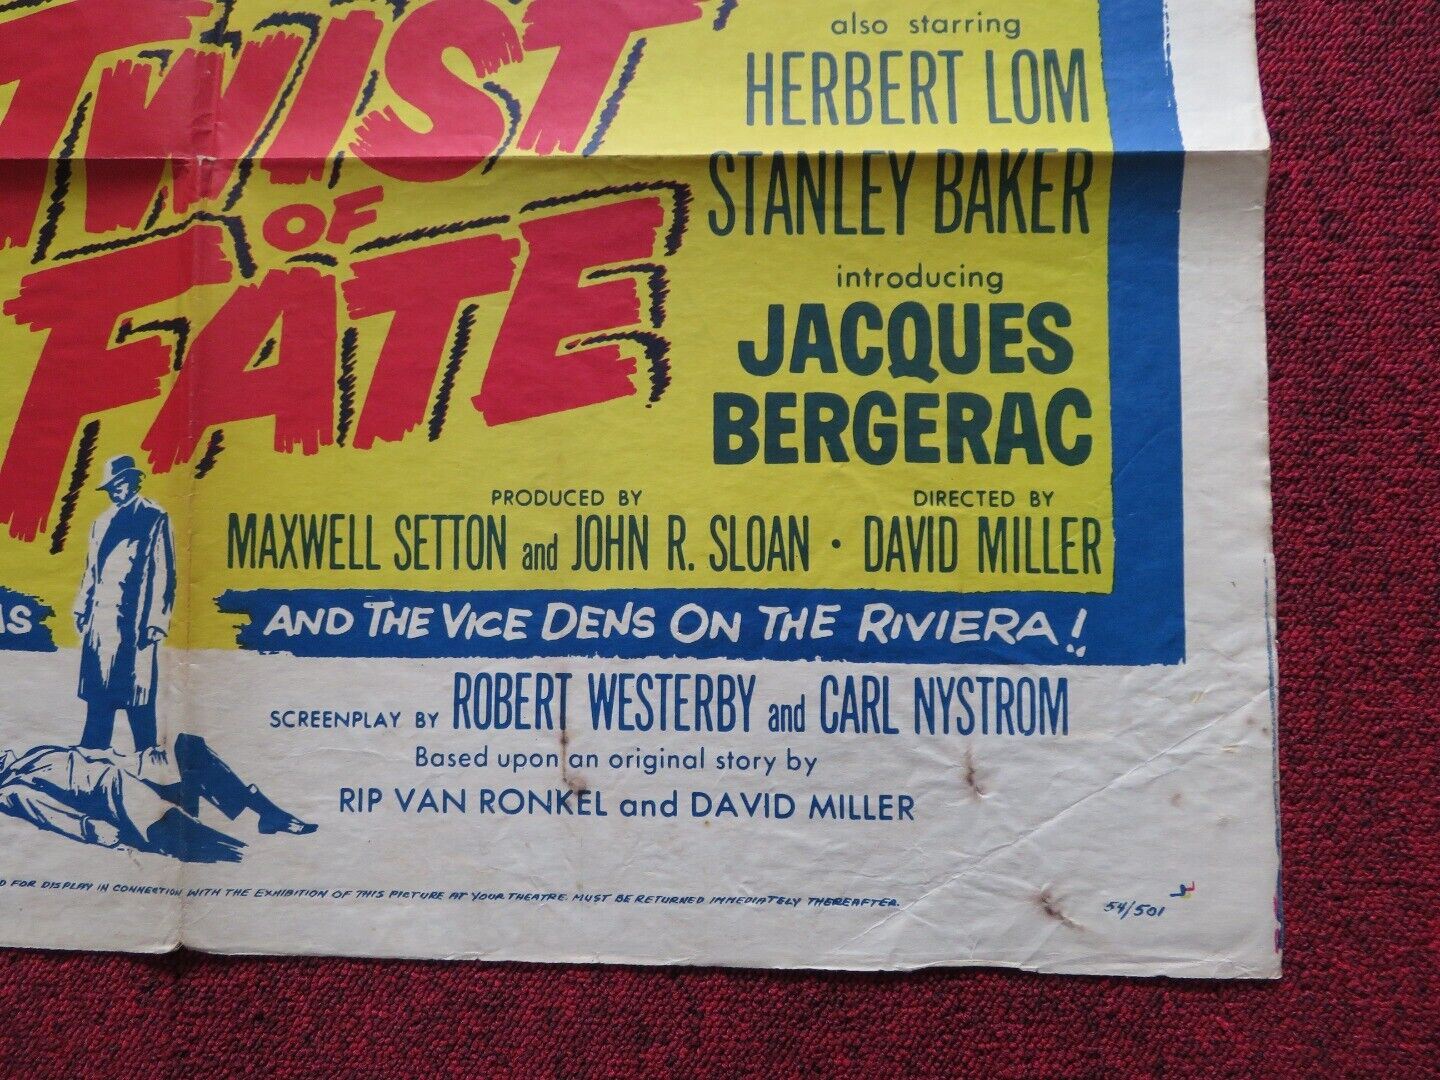 TWIST
OF
FATE
also starring
HERBERT LOM
STANLEY BAKER
introducing
JACQUES
BERGERAC
PRODUCED BY
MAXWELL SETTON and JOHN R. SLOAN •
DIRECTED BY
DAVID MILLER
AND THE VICE DENS ON THE RIVIERA!
SCREENPLAY BY ROBERT WESTERBY and CARL NYSTROM
Based upon an original story by
RIP VAN RONKEL and DAVID MILLER
FOR DISPLAY IN CONNECTION WITH THE EXHIBITION OF THIS PICTURE AT YOUR THEATRE. MUST BE RETURNED IMMEDIATELY THEREAFTER.
54/501